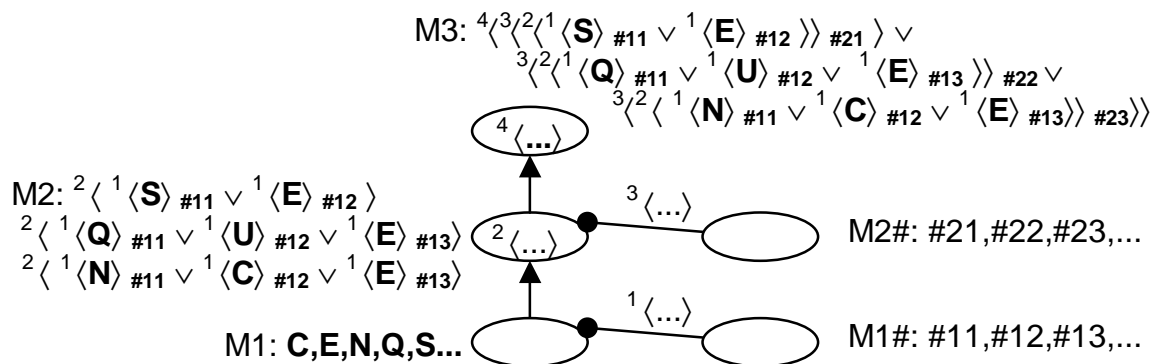 M3: ⁴⟨³⟨²⟨¹⟨S⟩ #11 ∨ ¹⟨E⟩ #12 ⟩⟩ #21 ⟩ ∨
³⟨²⟨¹⟨Q⟩ #11 ∨ ¹⟨U⟩ #12 ∨ ¹⟨E⟩ #13 ⟩⟩ #22 ∨
³⟨²⟨ ¹⟨N⟩ #11 ∨ ¹⟨C⟩ #12 ∨ ¹⟨E⟩ #13⟩⟩ #23⟩⟩
⁴⟨...⟩
M2: ²⟨ ¹⟨S⟩ #11 ∨ ¹⟨E⟩ #12 ⟩
²⟨ ¹⟨Q⟩ #11 ∨ ¹⟨U⟩ #12 ∨ ¹⟨E⟩ #13⟩
²⟨ ¹⟨N⟩ #11 ∨ ¹⟨C⟩ #12 ∨ ¹⟨E⟩ #13⟩
²⟨...⟩
³⟨...⟩
M2#: #21,#22,#23,...
M1: C,E,N,Q,S...
¹⟨...⟩
M1#: #11,#12,#13,...